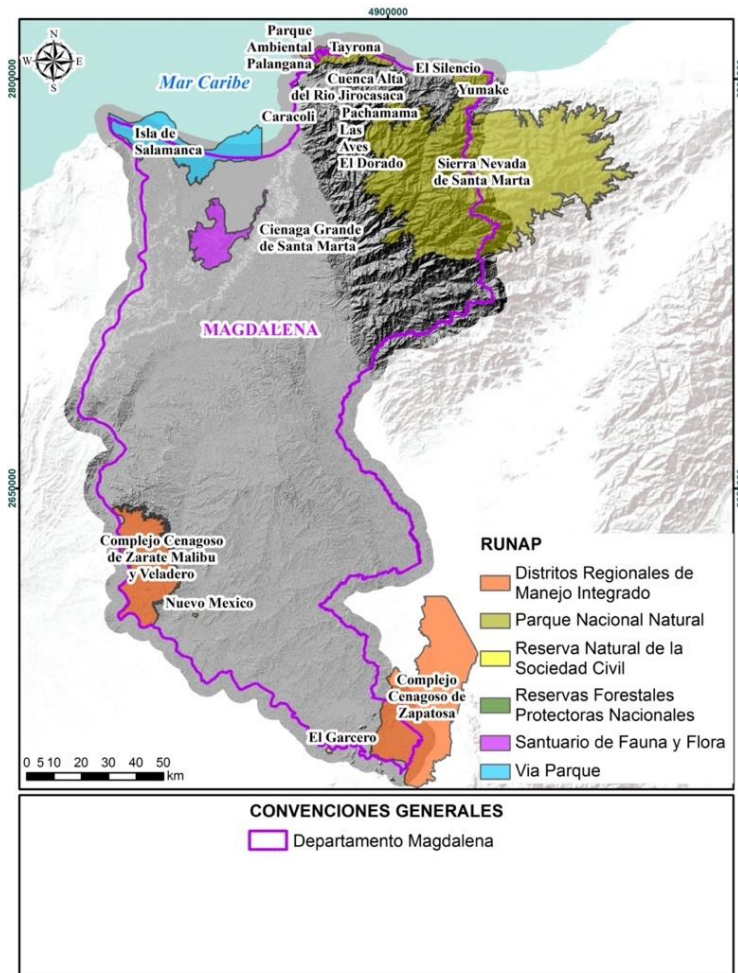 4900000
N
W
E
S
2800000
2650000
Mar Caribe
Parque
Ambiental
Palangana
Tayrona
El Silencio
Cuenca Alta
del Rio Jirocasaca
Yumake
Caracoli
Pachamama
Las
Aves
El Dorado
Isla de
Salamanca
Sierra Nevada
de Santa Marta
Cienaga Grande
de Santa Marta
MAGDALENA
Complejo Cenagoso
de Zarate Malibu
y Veladero
Nuevo Mexico
Complejo
Cenagoso de
Zapatosa
El Garcero
0 5 10 20 30 40 50
km
RUNAP
Distritos Regionales de
Manejo Integrado
Parque Nacional Natural
Reserva Natural de la
Sociedad Civil
Reservas Forestales
Protectoras Nacionales
Santuario de Fauna y Flora
Via Parque
CONVENCIONES GENERALES
Departamento Magdalena